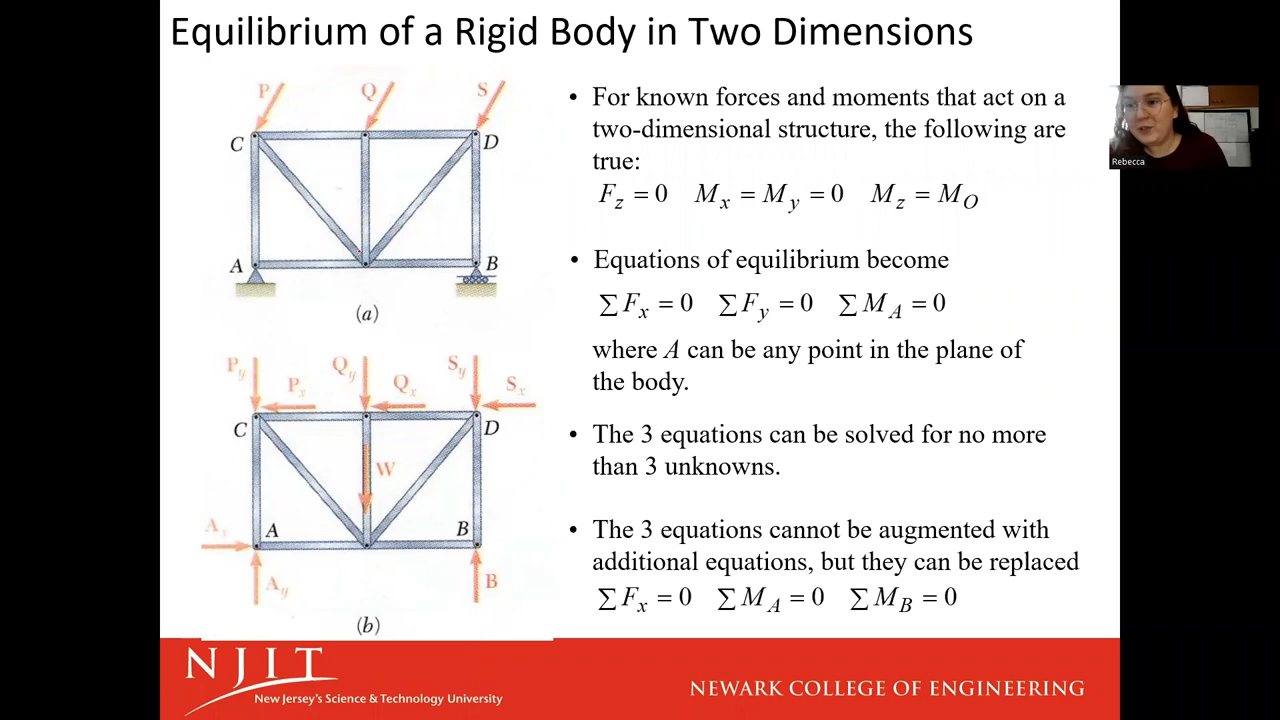 Equilibrium of a Rigid Body in Two Dimensions
P
Q
S
C
D
A
B
(a)
P_y
P_x
Q_y
Q_x
S_y
S_x
C
D
W
A_x
A
B
A_y
B
(b)
• For known forces and moments that act on a
two-dimensional structure, the following are
true:
F_z = 0 M_x = M_y = 0 M_z = M_O
• Equations of equilibrium become
∑ F_x = 0 ∑ F_y = 0 ∑ M_A = 0
where A can be any point in the plane of
the body.
• The 3 equations can be solved for no more
than 3 unknowns.
• The 3 equations cannot be augmented with
additional equations, but they can be replaced
∑ F_x = 0 ∑ M_A = 0 ∑ M_B = 0
Rebecca
NJIT
New Jersey's Science & Technology University
NEWARK COLLEGE OF ENGINEERING